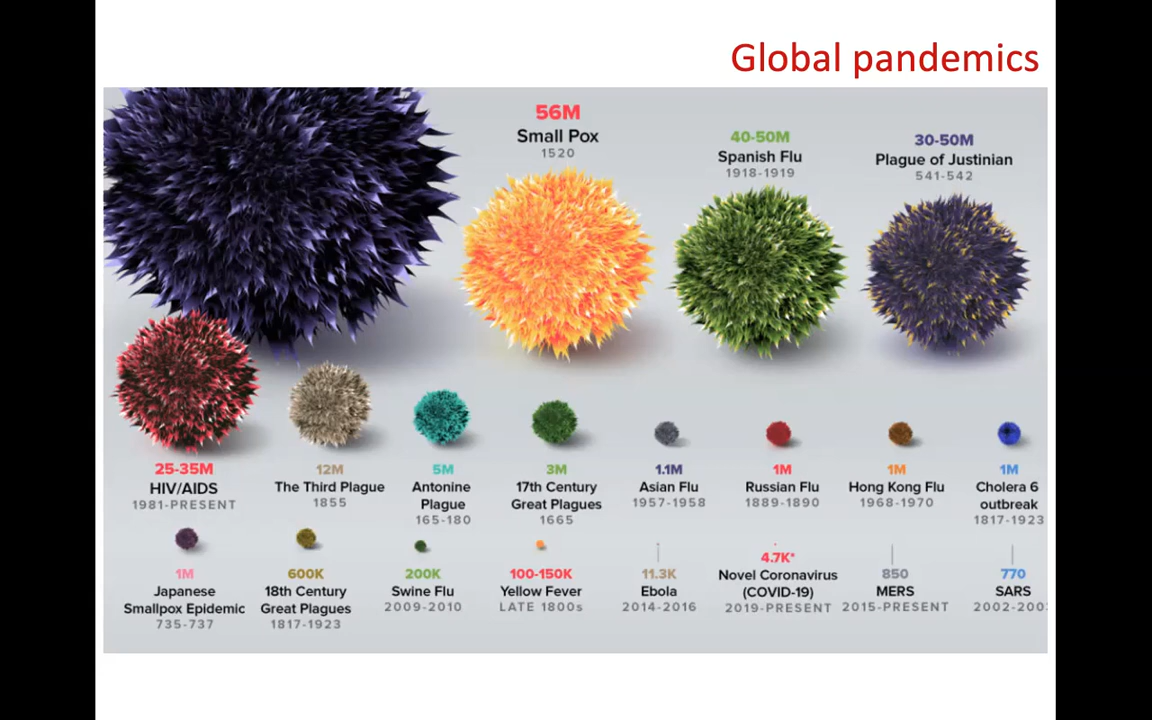 Global pandemics
56M
Small Pox
1520
40-50M
Spanish Flu
1918-1919
30-50M
Plague of Justinian
541-542
25-35M
HIV/AIDS
1981-PRESENT
12M
The Third Plague
1855
5M
Antonine
Plague
165-180
3M
17th Century
Great Plagues
1665
1.1M
Asian Flu
1957-1958
1M
Russian Flu
1889-1890
1M
Hong Kong Flu
1968-1970
1M
Cholera 6
outbreak
1817-1923
1M
Japanese
Smallpox Epidemic
735-737
600K
18th Century
Great Plagues
1817-1923
200K
Swine Flu
2009-2010
100-150K
Yellow Fever
LATE 1800s
11.3K
Ebola
2014-2016
4.7K*
Novel Coronavirus
(COVID-19)
2019-PRESENT
850
MERS
2015-PRESENT
770
SARS
2002-200